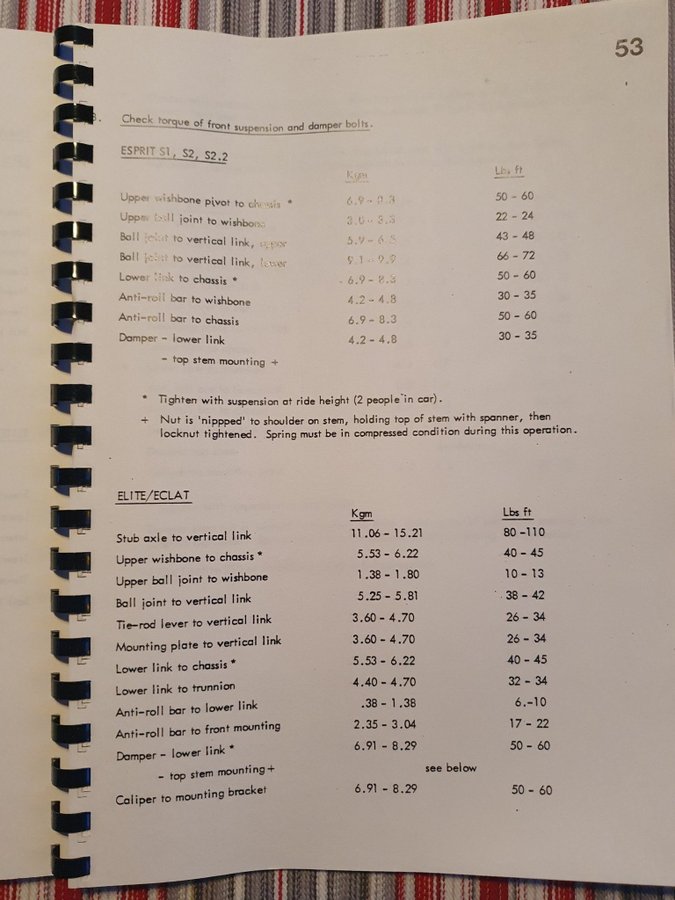 53
8. Check torque of front suspension and damper bolts.
ESPRIT S1, S2, S2.2
Kgm Lbs ft
Upper wishbone pivot to chassis * 6.9 - 8.3 50 - 60
Upper ball joint to wishbone 3.0 - 3.3 22 - 24
Ball joint to vertical link, upper 5.9 - 6.5 43 - 48
Ball joint to vertical link, lower 9.1 - 9.9 66 - 72
Lower link to chassis * 6.9 - 8.3 50 - 60
Anti-roll bar to wishbone 4.2 - 4.8 30 - 35
Anti-roll bar to chassis 6.9 - 8.3 50 - 60
Damper - lower link 4.2 - 4.8 30 - 35
- top stem mounting +
* Tighten with suspension at ride height (2 people in car).
+ Nut is 'nippped' to shoulder on stem, holding top of stem with spanner, then
locknut tightened. Spring must be in compressed condition during this operation.
ELITE/ECLAT
Kgm Lbs ft
Stub axle to vertical link 11.06 - 15.21 80 -110
Upper wishbone to chassis * 5.53 - 6.22 40 - 45
Upper ball joint to wishbone 1.38 - 1.80 10 - 13
Ball joint to vertical link 5.25 - 5.81 38 - 42
Tie-rod lever to vertical link 3.60 - 4.70 26 - 34
Mounting plate to vertical link 3.60 - 4.70 26 - 34
Lower link to chassis * 5.53 - 6.22 40 - 45
Lower link to trunnion 4.40 - 4.70 32 - 34
Anti-roll bar to lower link .38 - 1.38 6.-10
Anti-roll bar to front mounting 2.35 - 3.04 17 - 22
Damper - lower link * 6.91 - 8.29 50 - 60
- top stem mounting + see below
Caliper to mounting bracket 6.91 - 8.29 50 - 60